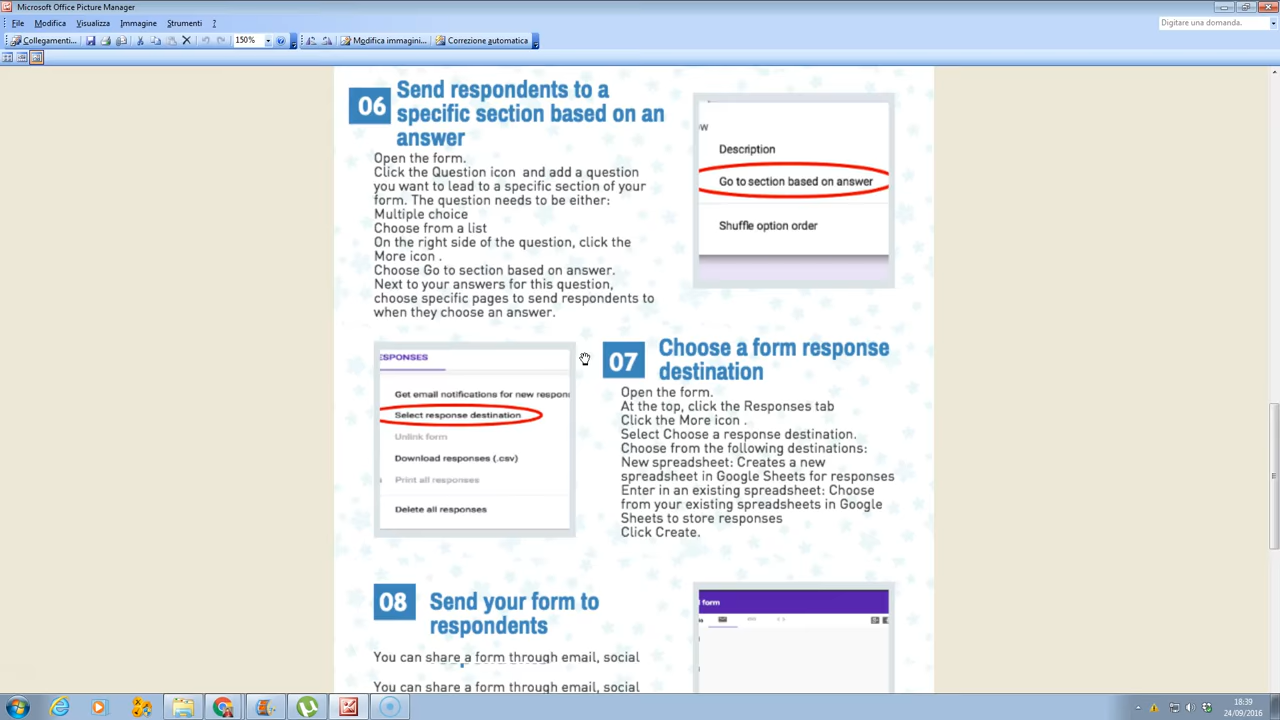 Microsoft Office Picture Manager
File Modifica Visualizza Immagine Strumenti ?
Digitare una domanda.
Collegamenti... 150% Modifica immagini... Correzione automatica
06
Send respondents to a
specific section based on an
answer
Open the form.
Click the Question icon and add a question
you want to lead to a specific section of your
form. The question needs to be either:
Multiple choice
Choose from a list
On the right side of the question, click the
More icon .
Choose Go to section based on answer.
Next to your answers for this question,
choose specific pages to send respondents to
when they choose an answer.
Description
Go to section based on answer
Shuffle option order
ESPONSES
Get email notifications for new respon
Select response destination
Unlink form
Download responses (.csv)
Print all responses
Delete all responses
07
Choose a form response
destination
Open the form.
At the top, click the Responses tab
Click the More icon .
Select Choose a response destination.
Choose from the following destinations:
New spreadsheet: Creates a new
spreadsheet in Google Sheets for responses
Enter in an existing spreadsheet: Choose
from your existing spreadsheets in Google
Sheets to store responses
Click Create.
08
Send your form to
respondents
You can share a form through email, social
You can share a form through email, social
form
18:39
24/09/2016